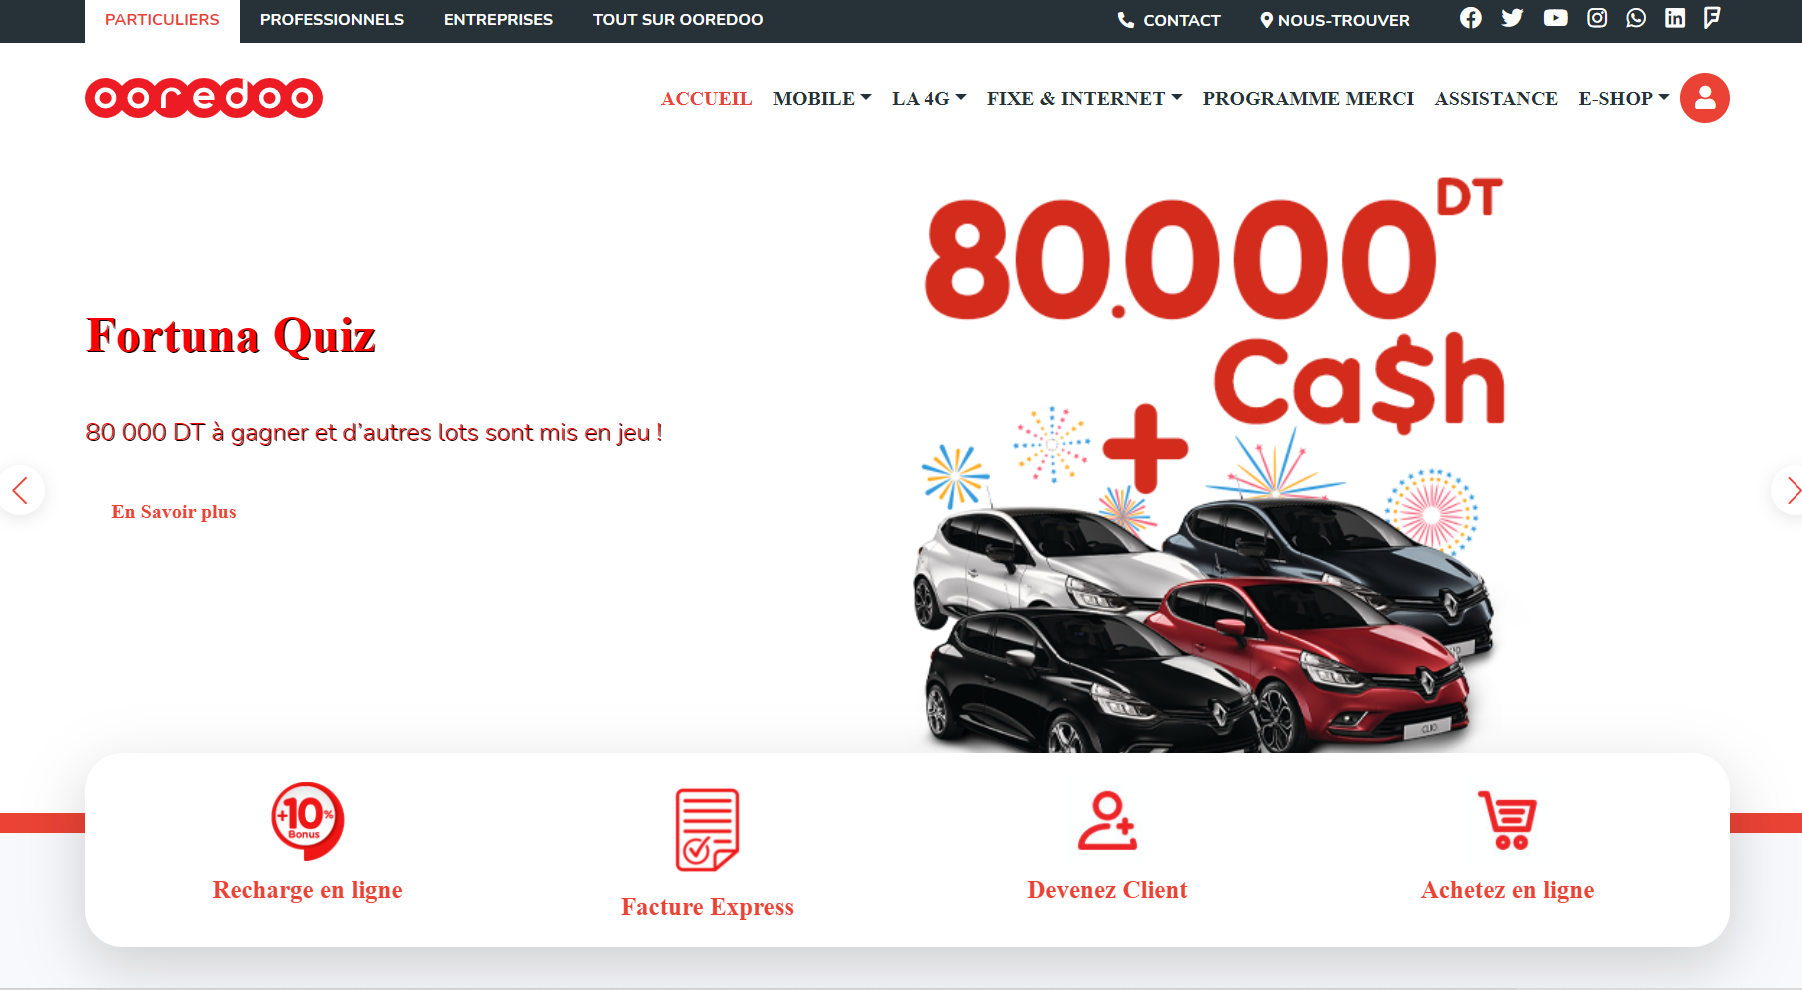 PARTICULIERS PROFESSIONNELS ENTREPRISES TOUT SUR OOREDOO CONTACT NOUS-TROUVER
ooredoo
ACCUEIL MOBILE LA 4G FIXE & INTERNET PROGRAMME MERCI ASSISTANCE E-SHOP
80.000 DT
Ca$h
+
Fortuna Quiz
80 000 DT à gagner et d’autres lots sont mis en jeu !
En Savoir plus
CLIO
+10%
Bonus
Recharge en ligne
Facture Express
Devenez Client
Achetez en ligne